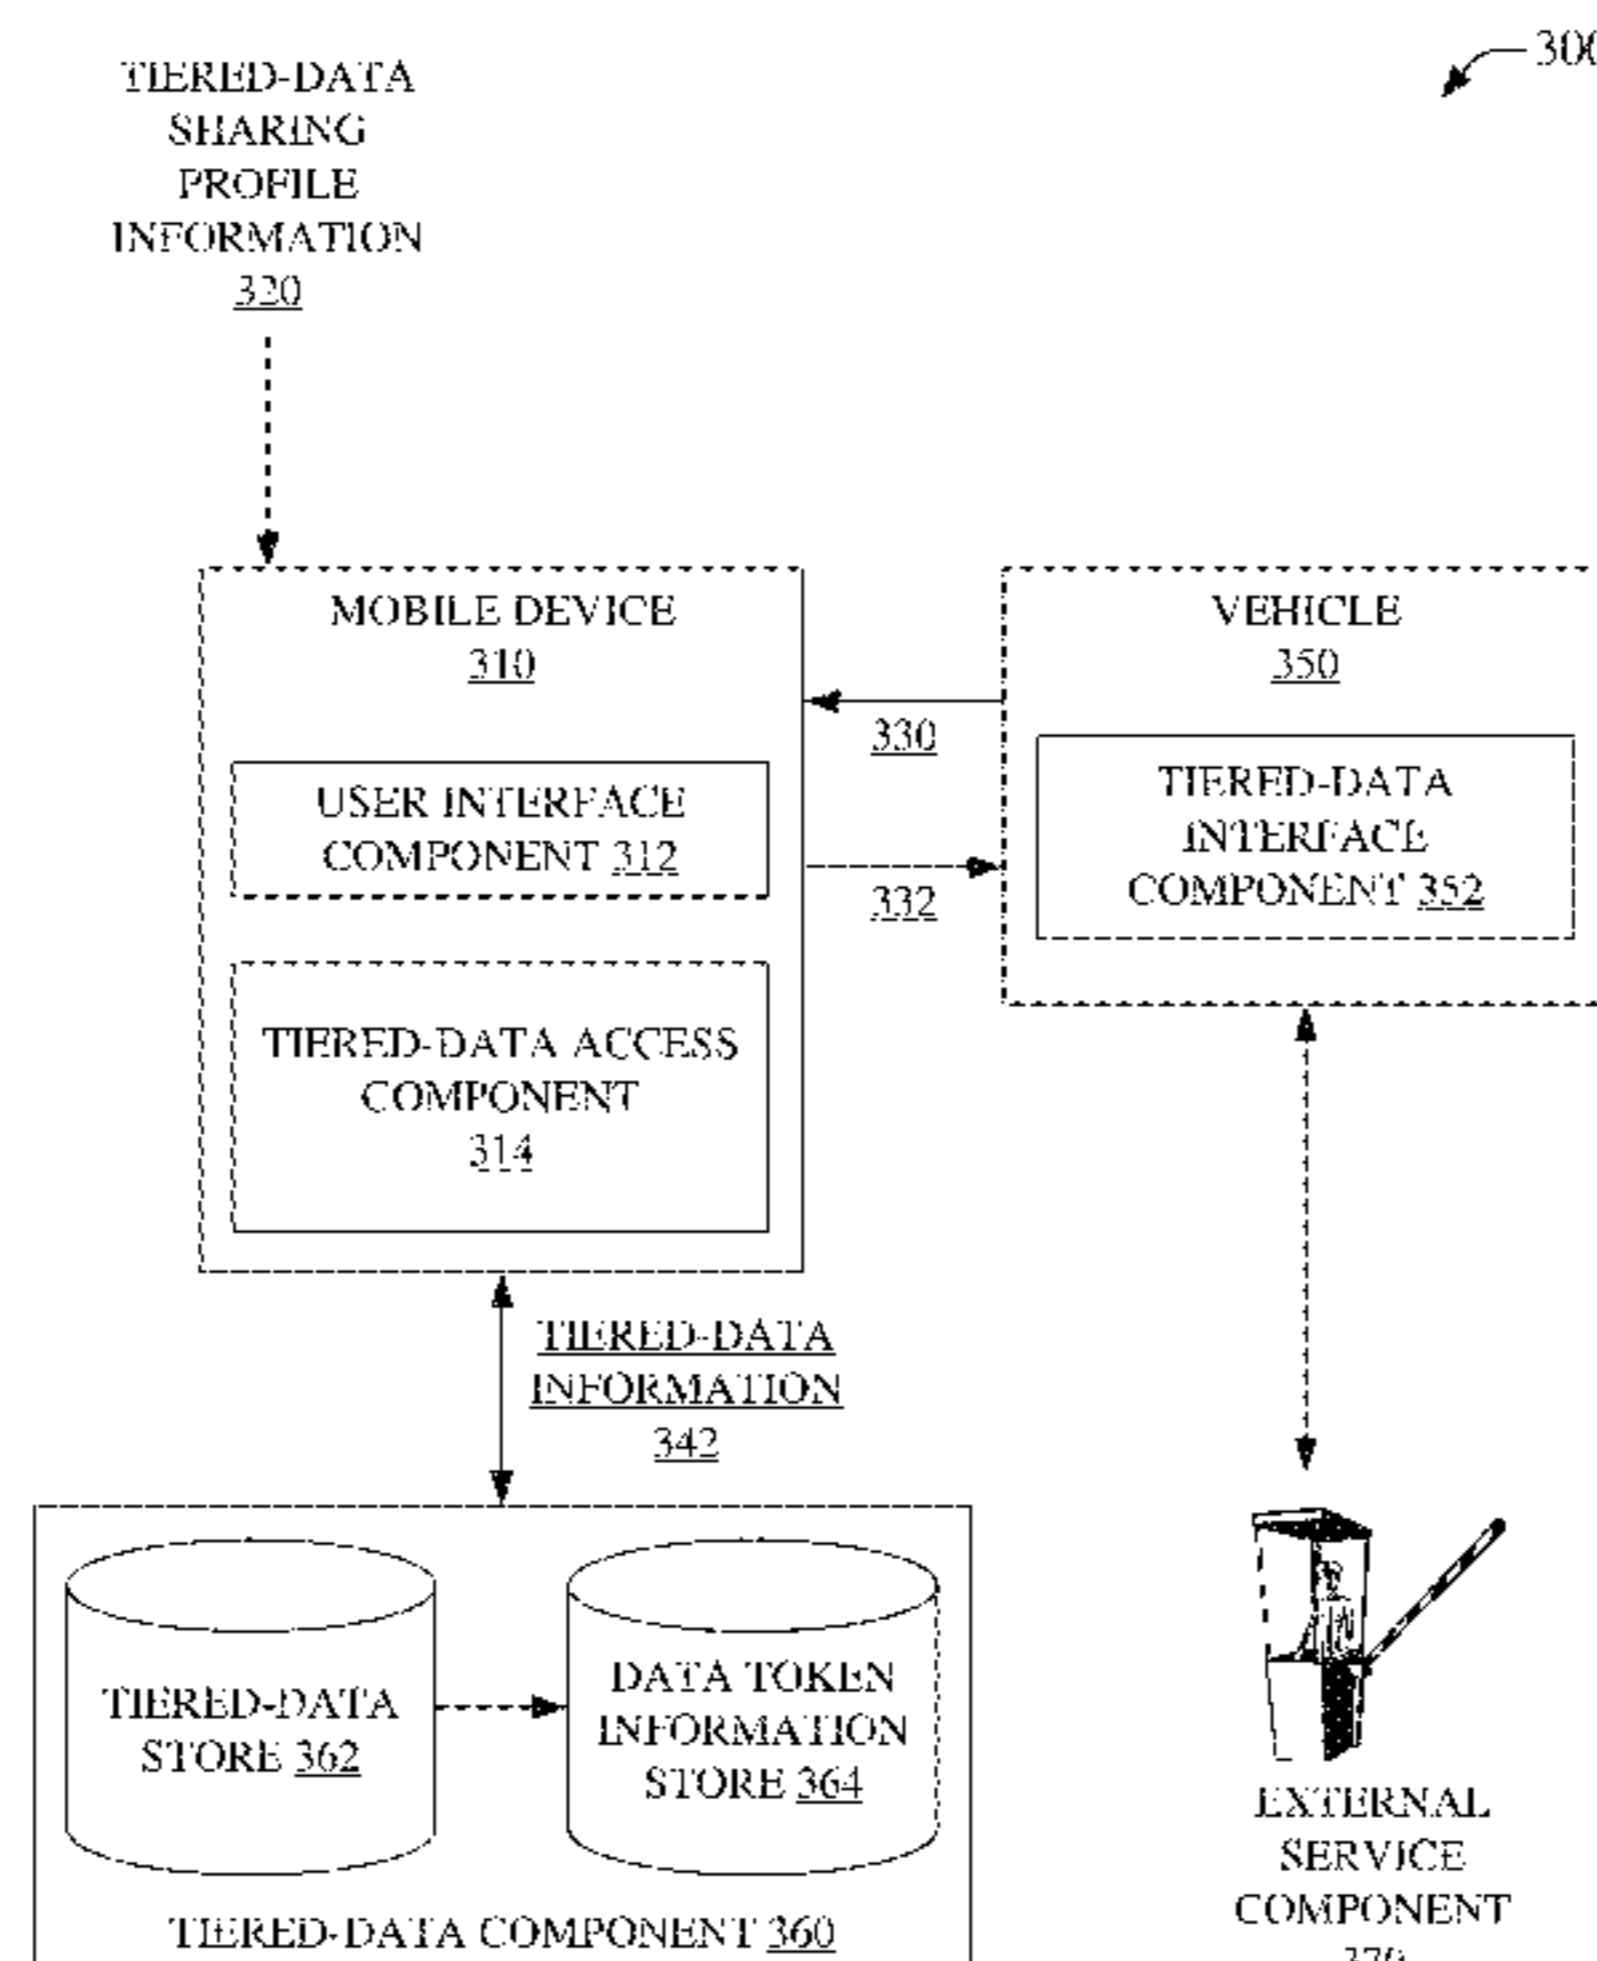 300
TIERED-DATA
SHARING
PROFILE
INFORMATION
320
MOBILE DEVICE
310
VEHICLE
350
330
USER INTERFACE
COMPONENT 312
TIERED-DATA
INTERFACE
COMPONENT 352
332
TIERED-DATA ACCESS
COMPONENT
314
TIERED-DATA
INFORMATION
342
TIERED-DATA
STORE 362
DATA TOKEN
INFORMATION
STORE 364
EXTERNAL
SERVICE
COMPONENT
370
TIERED-DATA COMPONENT 360